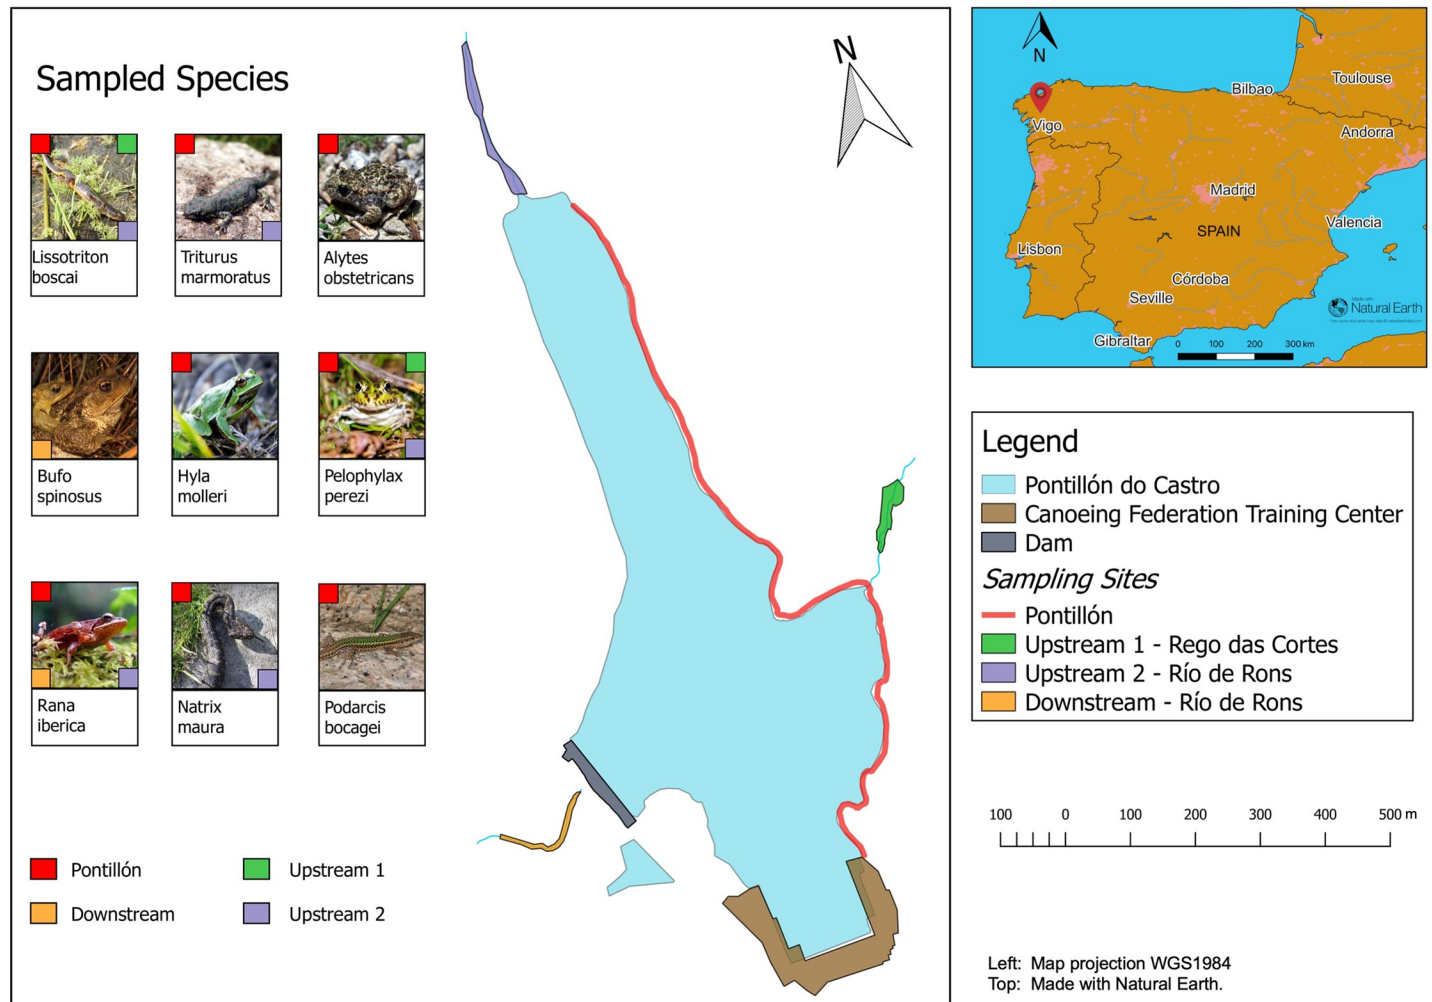 Sampled Species
Lissotriton
boscai
Triturus
marmoratus
Alytes
obstetricans
Bufo
spinosus
Hyla
molleri
Pelophylax
perezi
Rana
iberica
Natrix
maura
Podarcis
bocagei
Pontillón
Upstream 1
Downstream
Upstream 2
N
N
Vigo
Bilbao
Toulouse
Andorra
Madrid
Valencia
SPAIN
Lisbon
Córdoba
Seville
Gibraltar
Made with
Natural Earth
0 100 200 300 km
Legend
Pontillón do Castro
Canoeing Federation Training Center
Dam
Sampling Sites
Pontillón
Upstream 1 - Rego das Cortes
Upstream 2 - Río de Rons
Downstream - Río de Rons
100 0 100 200 300 400 500 m
Left: Map projection WGS1984
Top: Made with Natural Earth.